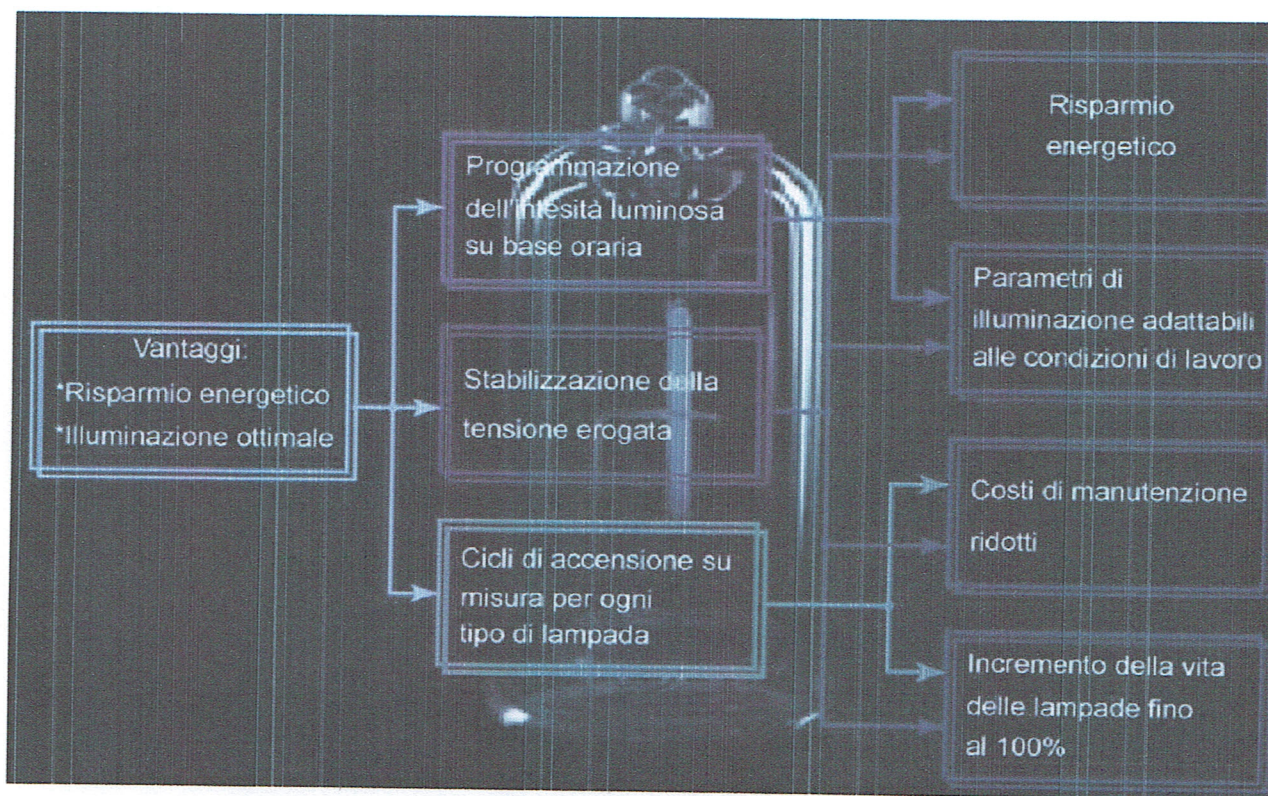 Vantaggi:
*Risparmio energetico
*Illuminazione ottimale
Programmazione
dell'intesità luminosa
su base oraria
Stabilizzazione della
tensione erogata
Cicli di accensione su
misura per ogni
tipo di lampada
Risparmio
energetico
Parametri di
illuminazione adattabili
alle condizioni di lavoro
Costi di manutenzione
ridotti
Incremento della vita
delle lampade fino
al 100%